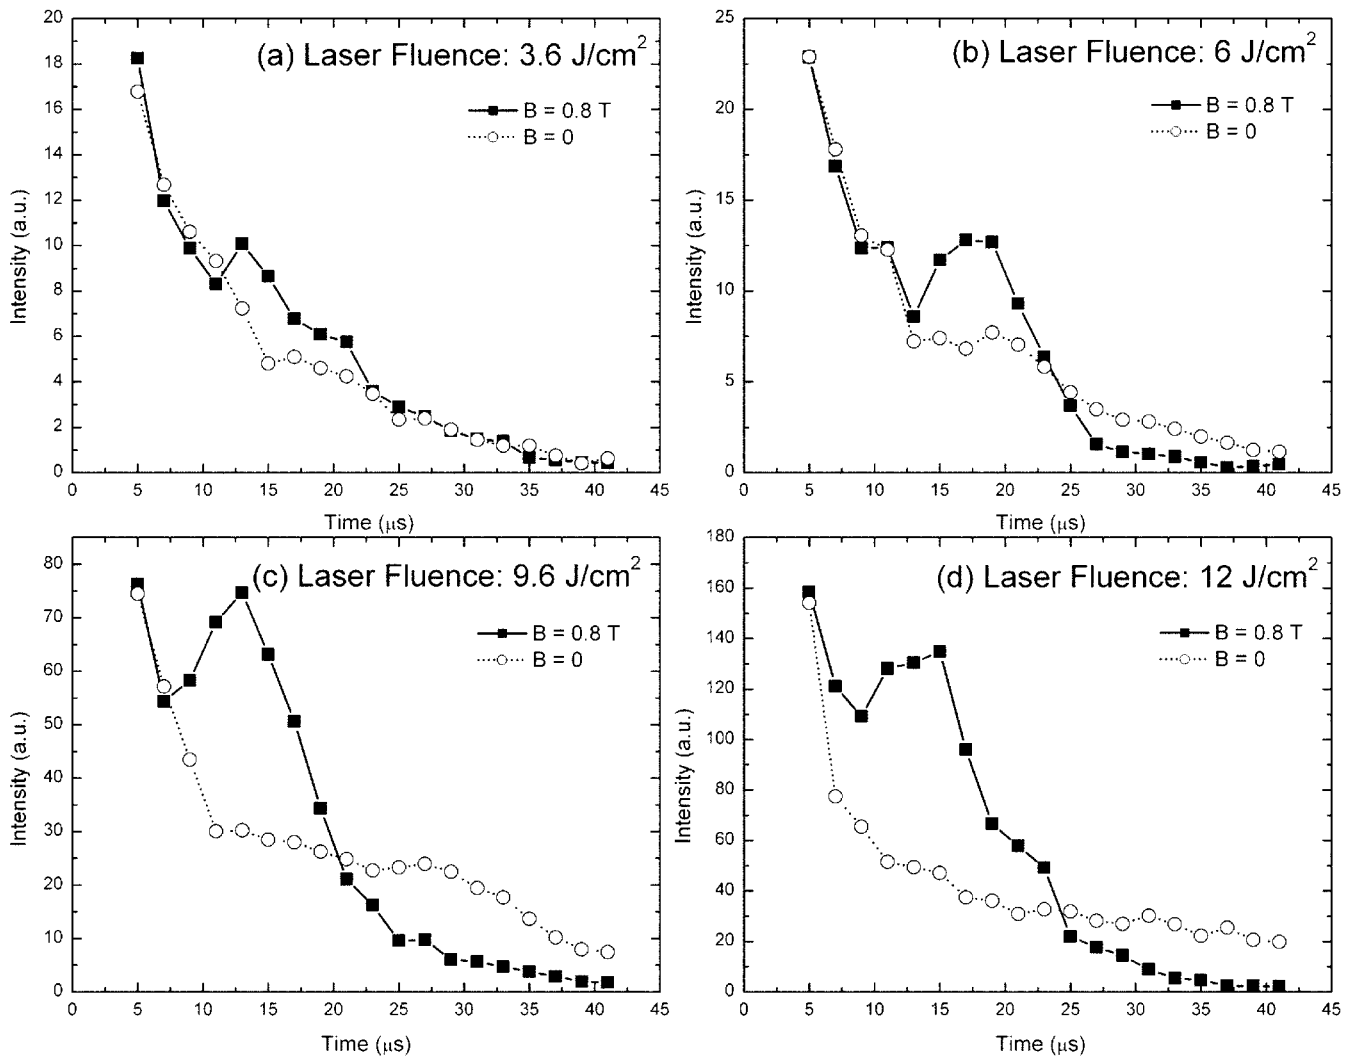 (a) Laser Fluence: 3.6 J/cm²
B = 0.8 T
B = 0
Intensity (a.u.)
20
18
16
14
12
10
8
6
4
2
0
0 5 10 15 20 25 30 35 40 45
Time (μs)
(b) Laser Fluence: 6 J/cm²
B = 0.8 T
B = 0
Intensity (a.u.)
25
20
15
10
5
0
0 5 10 15 20 25 30 35 40 45
Time (μs)
(c) Laser Fluence: 9.6 J/cm²
B = 0.8 T
B = 0
Intensity (a.u.)
80
70
60
50
40
30
20
10
0
0 5 10 15 20 25 30 35 40 45
Time (μs)
(d) Laser Fluence: 12 J/cm²
B = 0.8 T
B = 0
Intensity (a.u.)
180
160
140
120
100
80
60
40
20
0
0 5 10 15 20 25 30 35 40 45
Time (μs)